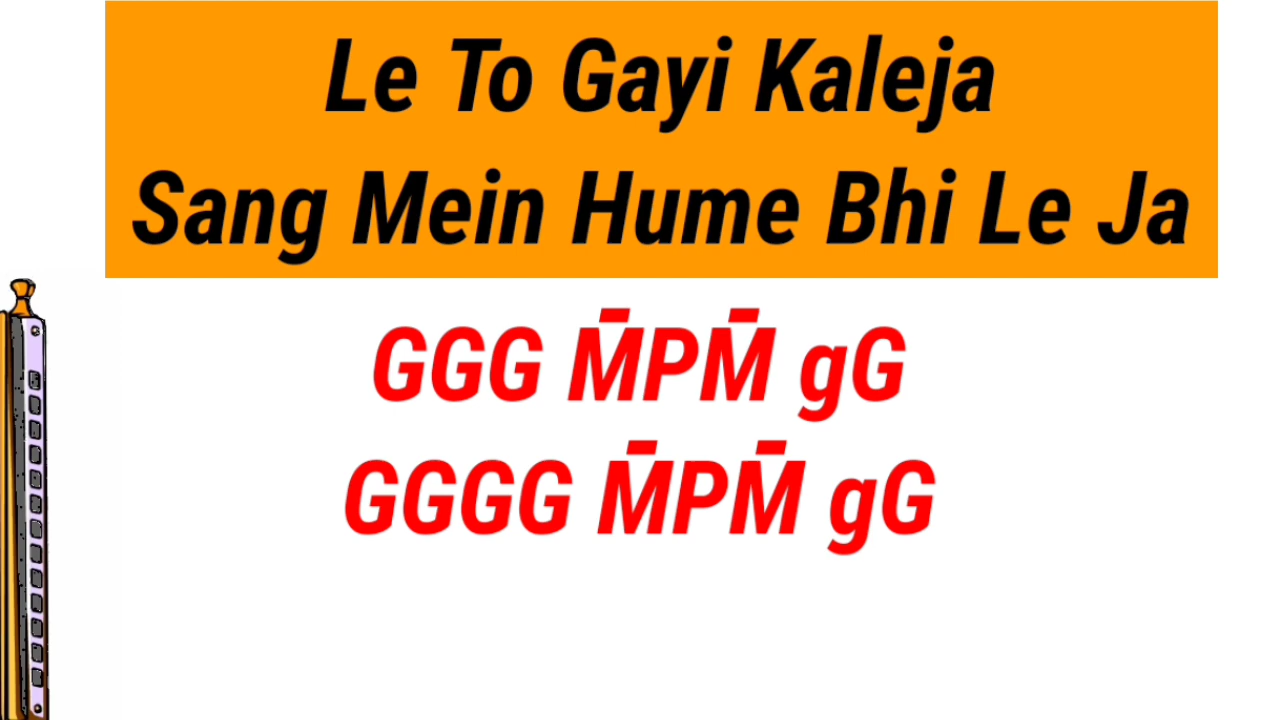 Le To Gayi Kaleja
Sang Mein Hume Bhi Le Ja
GGG M̄PM̄ gG
GGGG M̄PM̄ gG